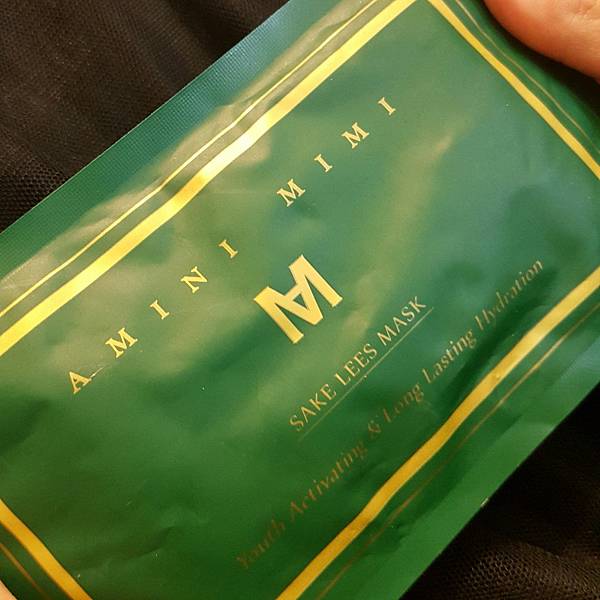 AMINI MIMI
SAKE LEES MASK
Youth Activating & Long Lasting Hydration